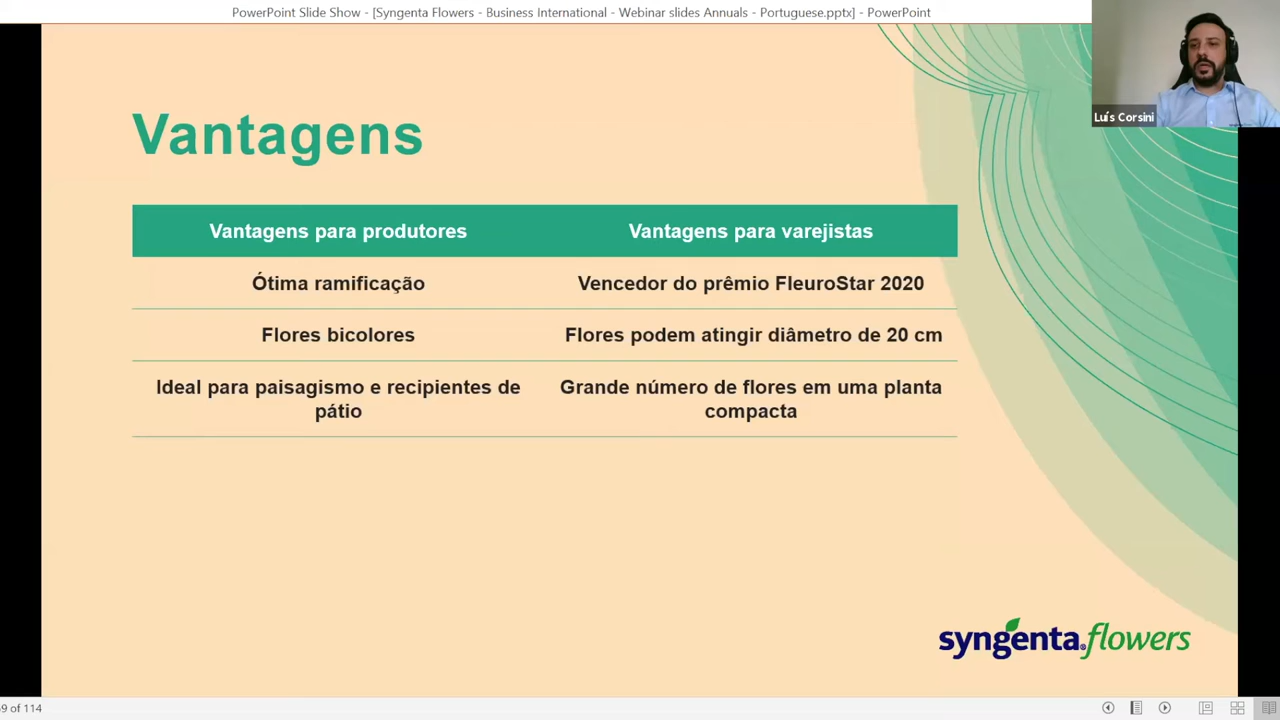 PowerPoint Slide Show - [Syngenta Flowers - Business International - Webinar slides Annuals - Portuguese.pptx] - PowerPoint
Luís Corsini
Vantagens
Vantagens para produtores Vantagens para varejistas
Ótima ramificação Vencedor do prêmio FleuroStar 2020
Flores bicolores Flores podem atingir diâmetro de 20 cm
Ideal para paisagismo e recipientes de pátio
Grande número de flores em uma planta compacta
syngenta flowers
9 of 114